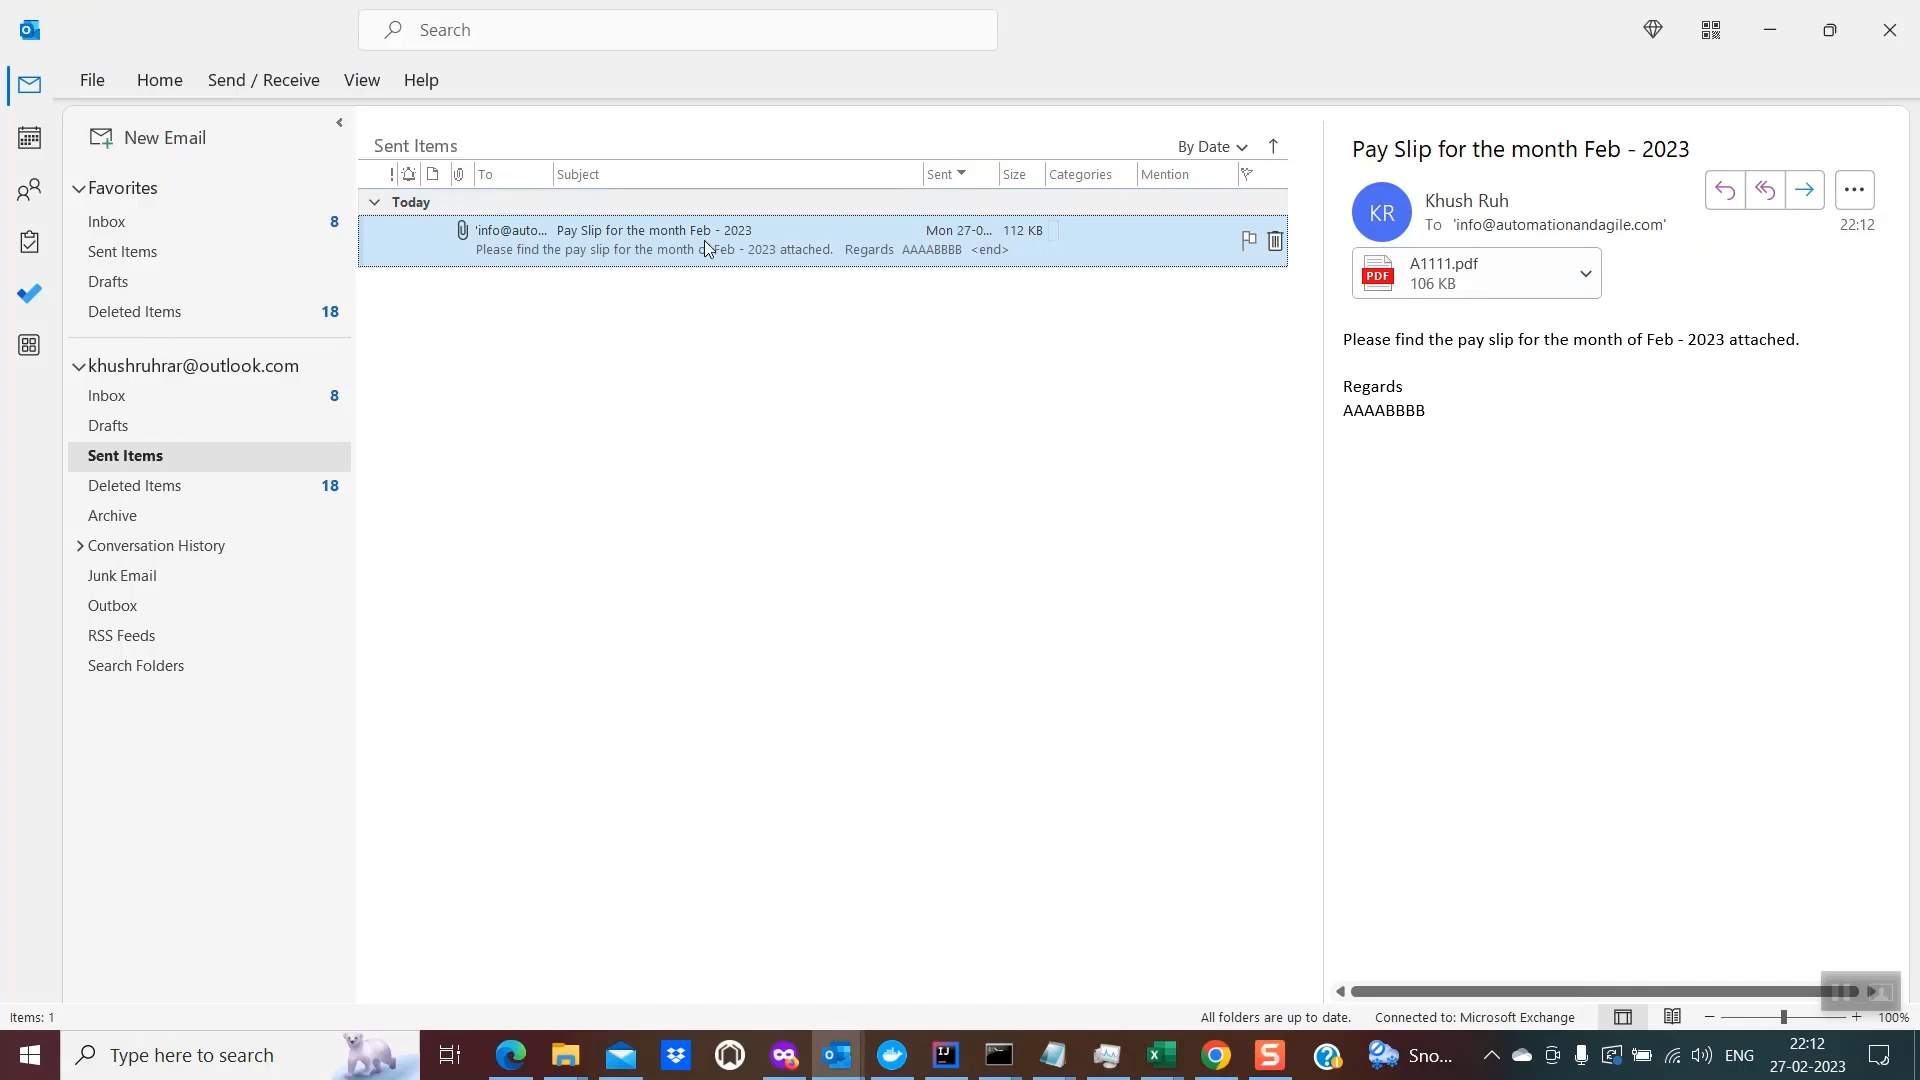 Search
File Home Send / Receive View Help
New Email
Favorites
Inbox 8
Sent Items
Drafts
Deleted Items 18
khushruhrar@outlook.com
Inbox 8
Drafts
Sent Items
Deleted Items 18
Archive
Conversation History
Junk Email
Outbox
RSS Feeds
Search Folders
Sent Items By Date
! To Subject Sent Size Categories Mention
Today
'info@auto... Pay Slip for the month Feb - 2023 Mon 27-0... 112 KB
Please find the pay slip for the month of Feb - 2023 attached. Regards AAAABBBB <end>
Pay Slip for the month Feb - 2023
KR
Khush Ruh
To 'info@automationandagile.com'
22:12
PDF
A1111.pdf
106 KB
Please find the pay slip for the month of Feb - 2023 attached.
Regards
AAAABBBB
Items: 1 All folders are up to date. Connected to: Microsoft Exchange 100%
Type here to search
Sno... ENG
22:12
27-02-2023